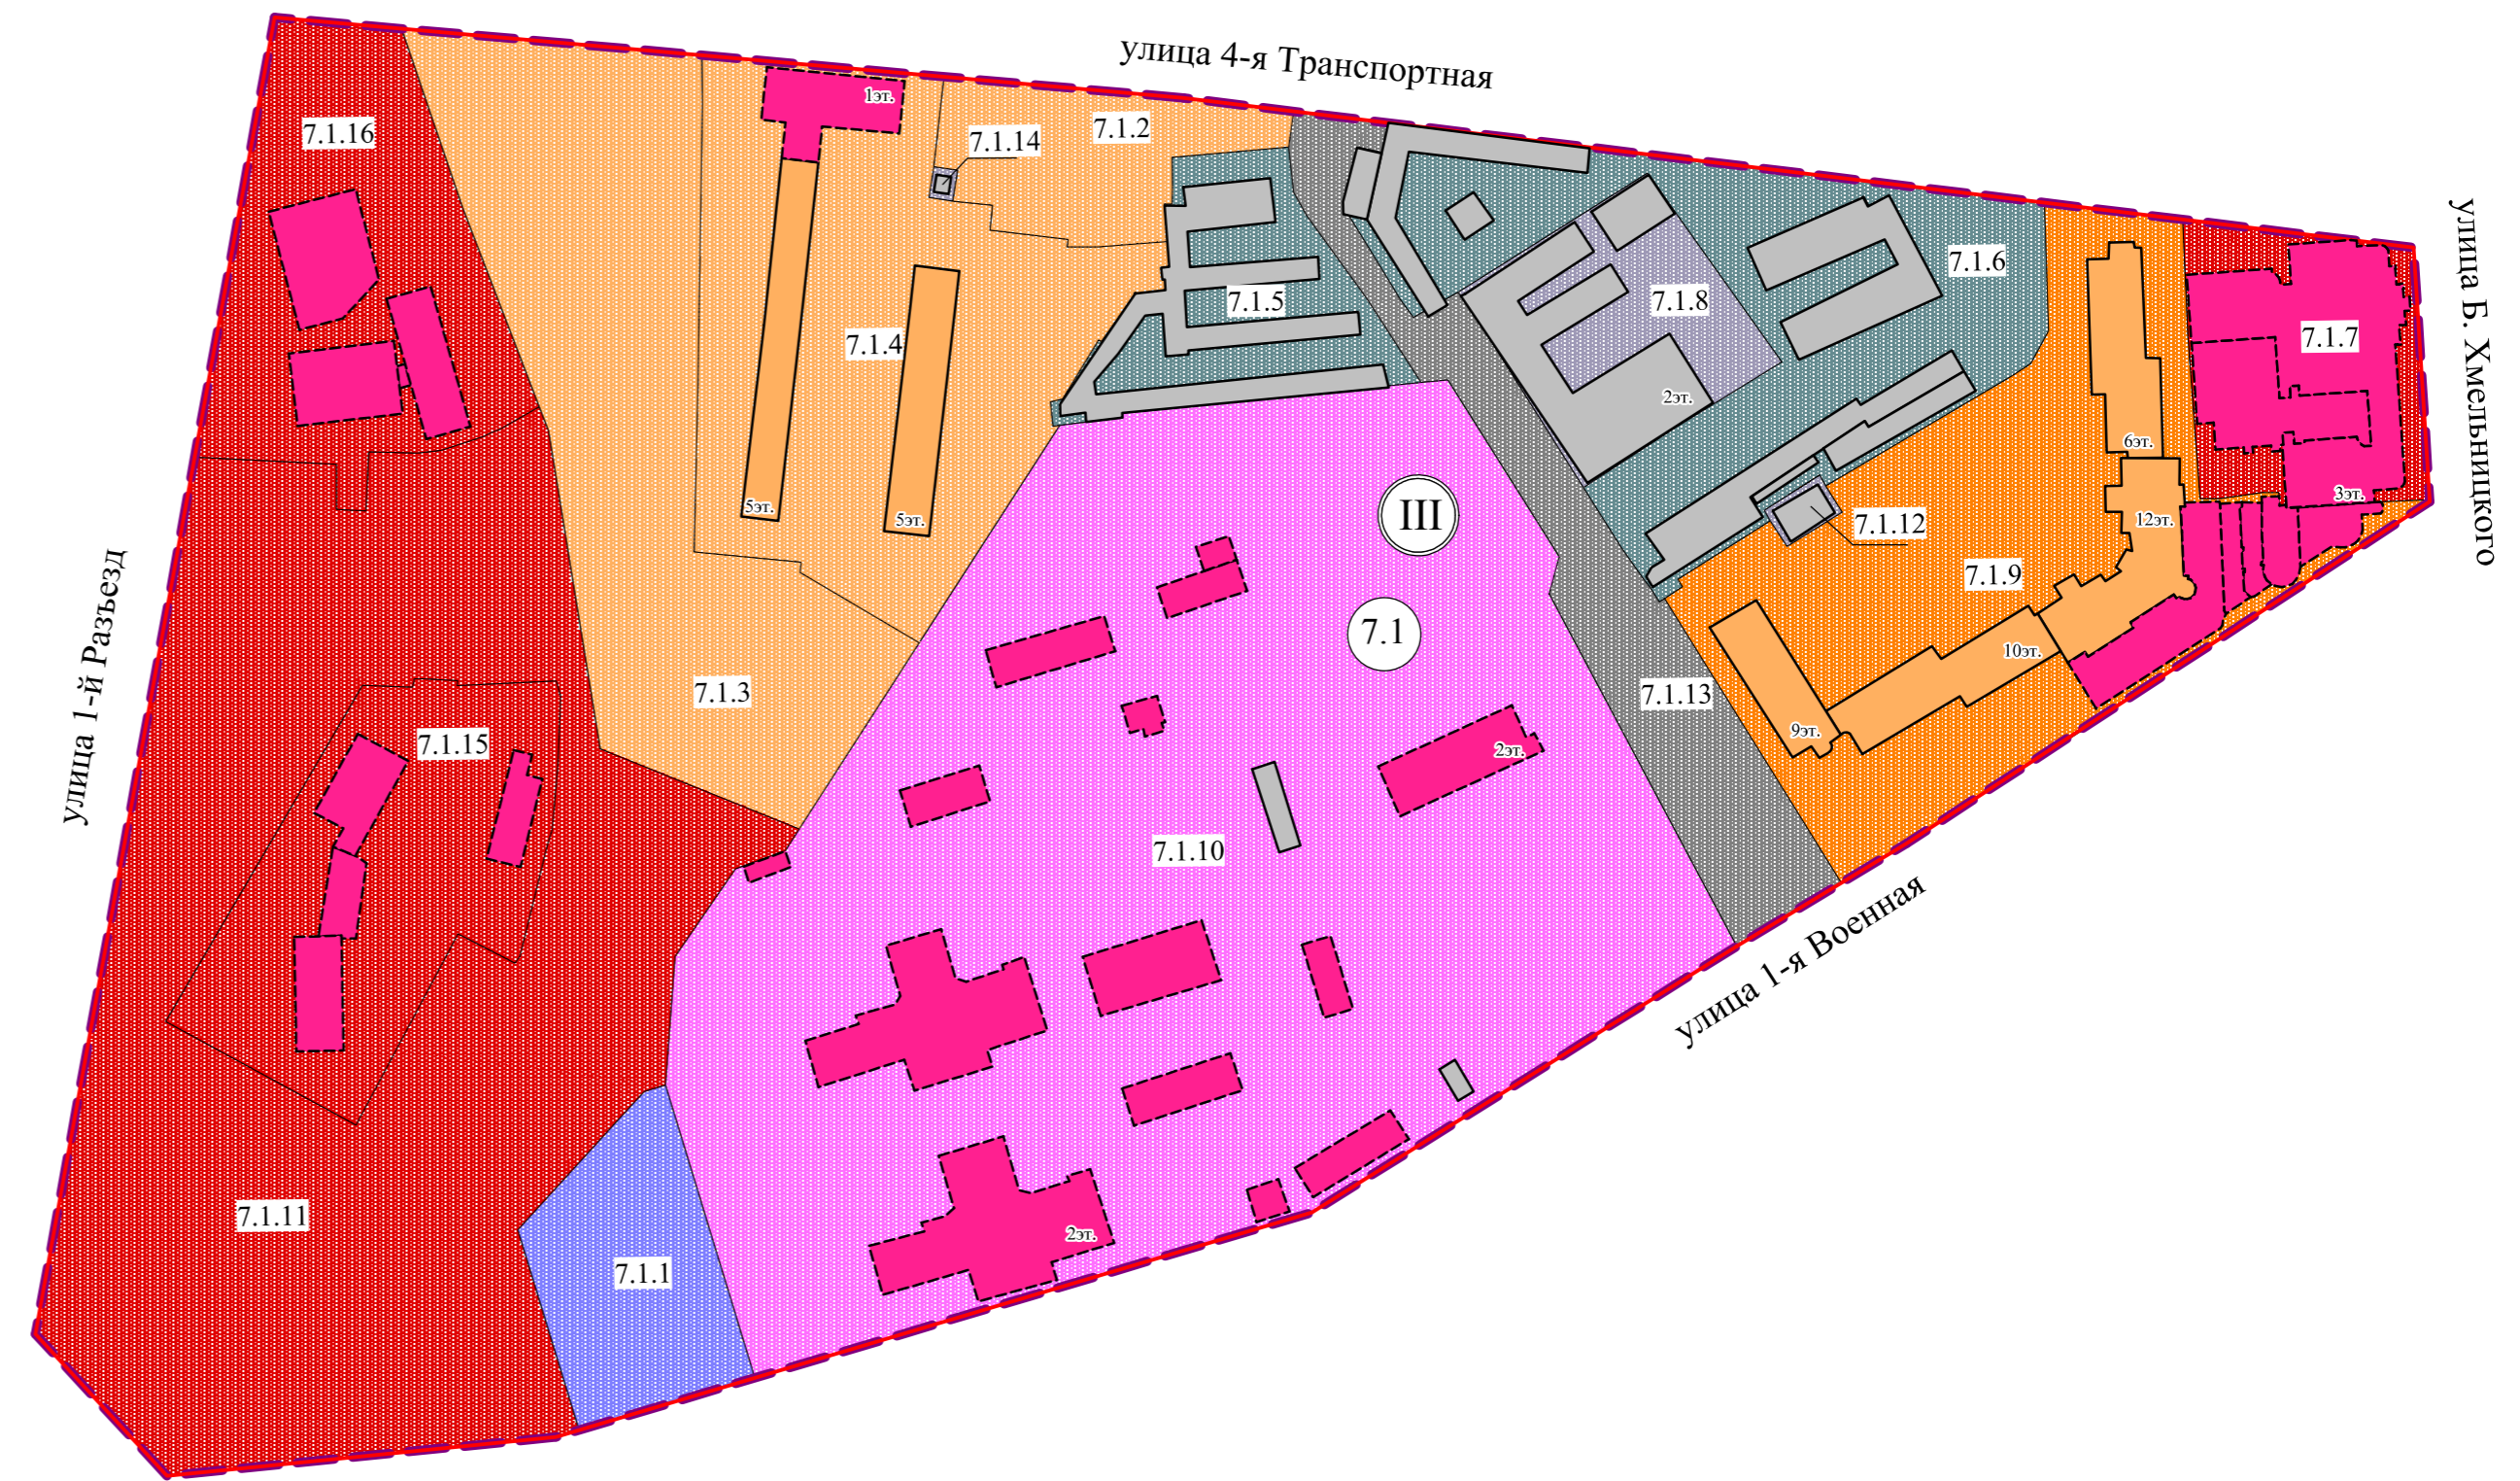 улица 4-я Транспортная
7.1.16
1эт.
7.1.14
7.1.2
улица Б. Хмельницкого
7.1.6
7.1.5
7.1.8
7.1.4
7.1.7
2эт.
6эт.
3эт.
5эт.
5эт.
III
7.1.12
12эт.
7.1.9
7.1
10эт.
улица 1-й Разъезд
7.1.3
7.1.13
9эт.
7.1.15
2эт.
7.1.10
улица 1-я Военная
7.1.11
2эт.
7.1.1